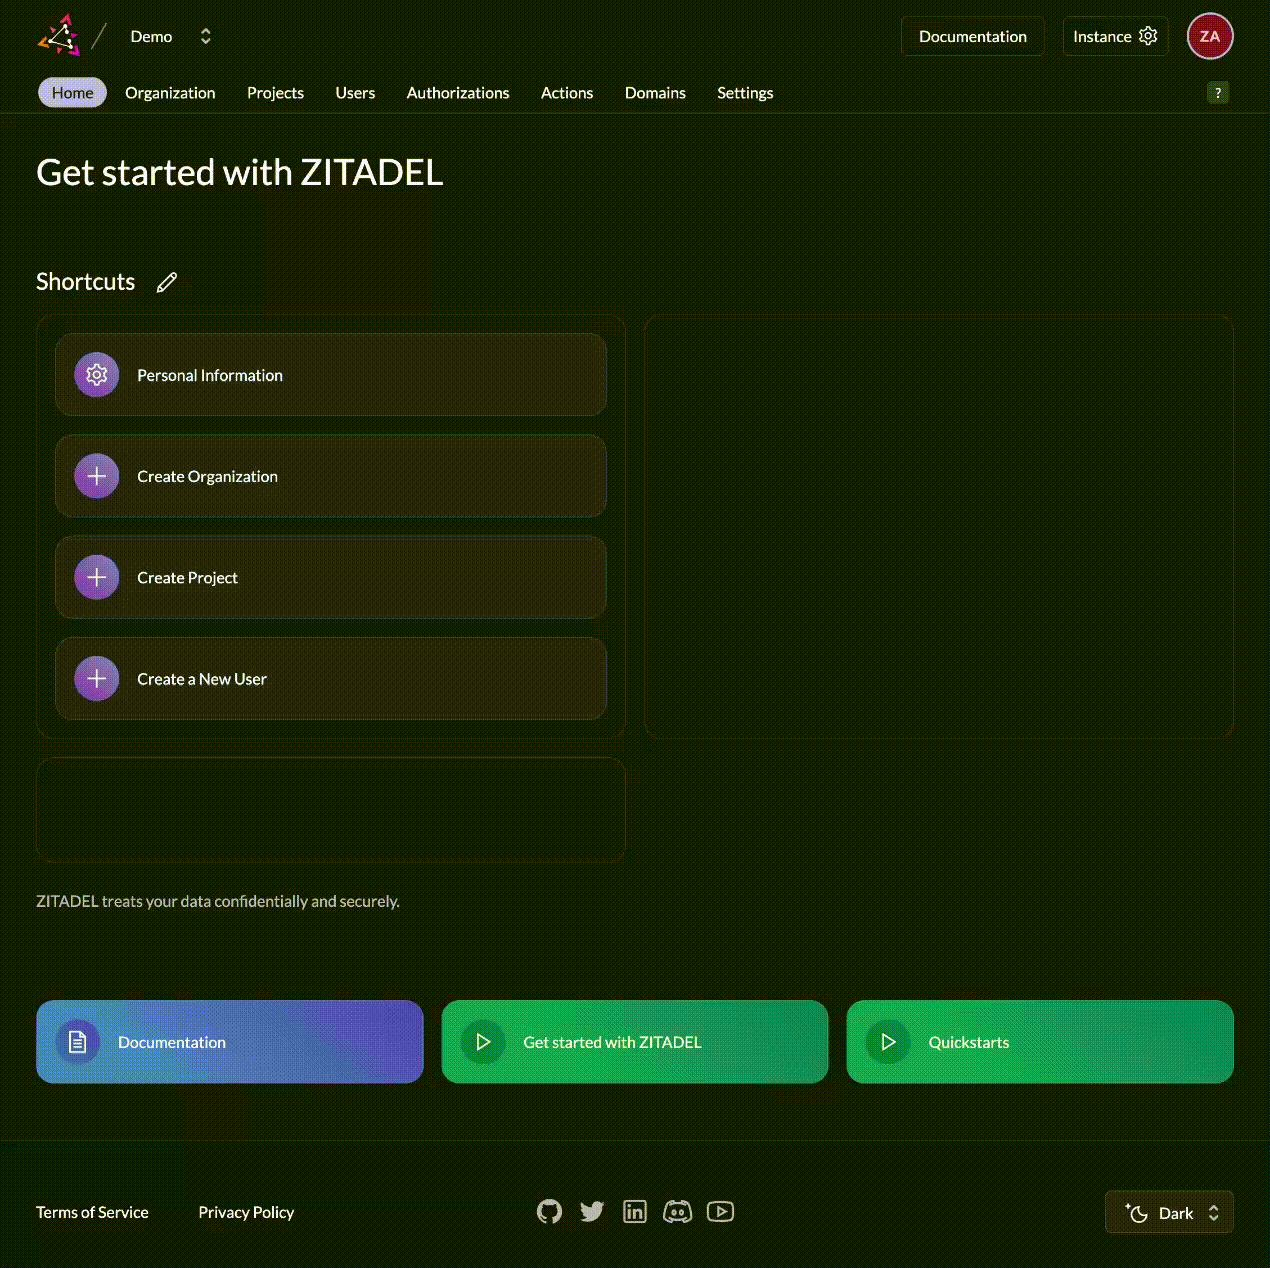 Demo
Documentation
Instance
ZA
Home
Organization
Projects
Users
Authorizations
Actions
Domains
Settings
?
Get started with ZITADEL
Shortcuts
Personal Information
Create Organization
Create Project
Create a New User
ZITADEL treats your data confidentially and securely.
Documentation
Get started with ZITADEL
Quickstarts
Terms of Service
Privacy Policy
in
Dark